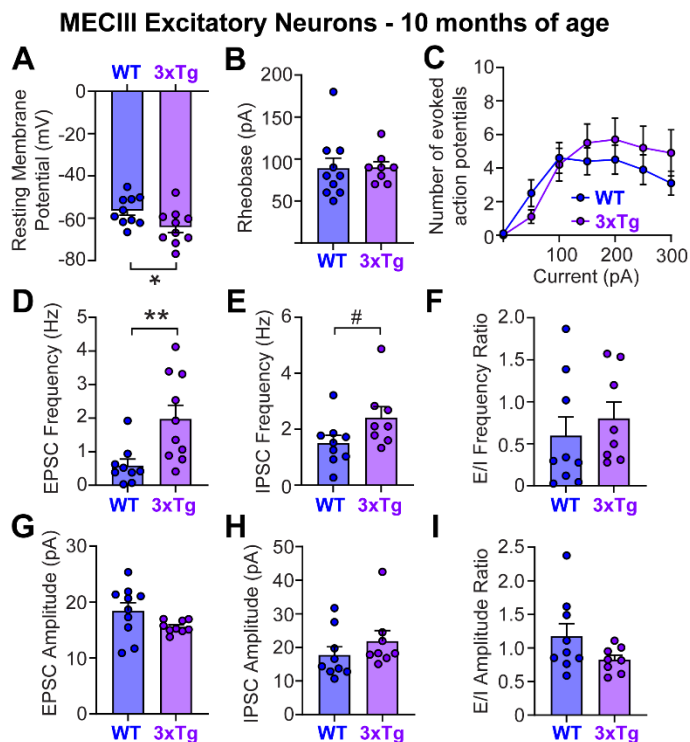 MECIII Excitatory Neurons - 10 months of age
A
WT 3xTg
0
-20
-40
-60
-80
Resting Membrane
Potential (mV)
*
B
Rheobase (pA)
200
150
100
50
WT 3xTg
C
Number of evoked
action potentials
10
8
6
4
2
0
WT
3xTg
0 100 200 300
Current (pA)
D
EPSC Frequency (Hz)
5
4
3
2
1
0
**
WT 3xTg
E
IPSC Frequency (Hz)
6
4
2
0
#
WT 3xTg
F
E/I Frequency Ratio
2.0
1.5
1.0
0.5
0
WT 3xTg
G
EPSC Amplitude (pA)
30
20
10
0
WT 3xTg
H
IPSC Amplitude (pA)
50
40
30
20
10
0
WT 3xTg
I
E/I Amplitude Ratio
2.5
2.0
1.5
1.0
0.5
0
WT 3xTg